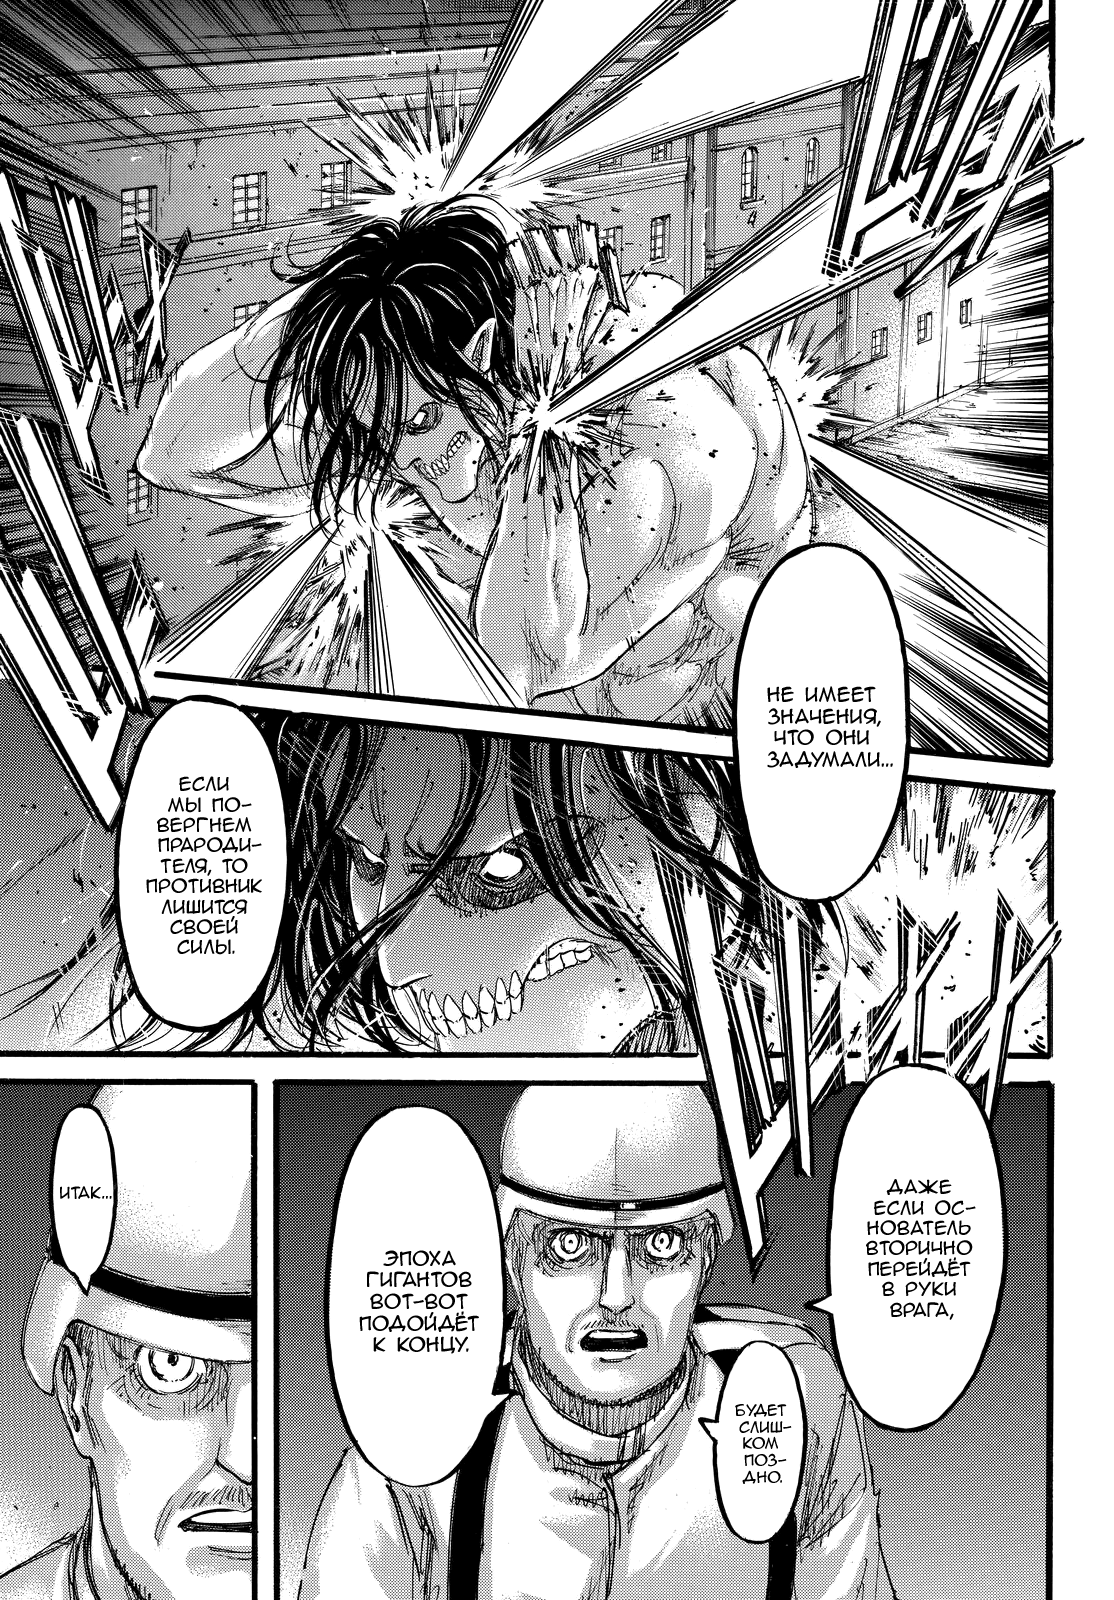 НЕ ИМЕЕТ
ЗНАЧЕНИЯ,
ЧТО ОНИ
ЗАДУМАЛИ...
ЕСЛИ
МЫ ПО-
ВЕРГНЕМ
ПРАРОДИ-
ТЕЛЯ, ТО
ПРОТИВНИК
ЛИШИТСЯ
СВОЕЙ
СИЛЫ.
ДАЖЕ
ЕСЛИ ОС-
НОВАТЕЛЬ
ВТОРИЧНО
ПЕРЕЙДЁТ
В РУКИ
ВРАГА,
БУДЕТ
СЛИШ-
КОМ
ПОЗ-
ДНО.
ЭПОХА
ГИГАНТОВ
ВОТ-ВОТ
ПОДОЙДЁТ
К КОНЦУ.
ИТАК...